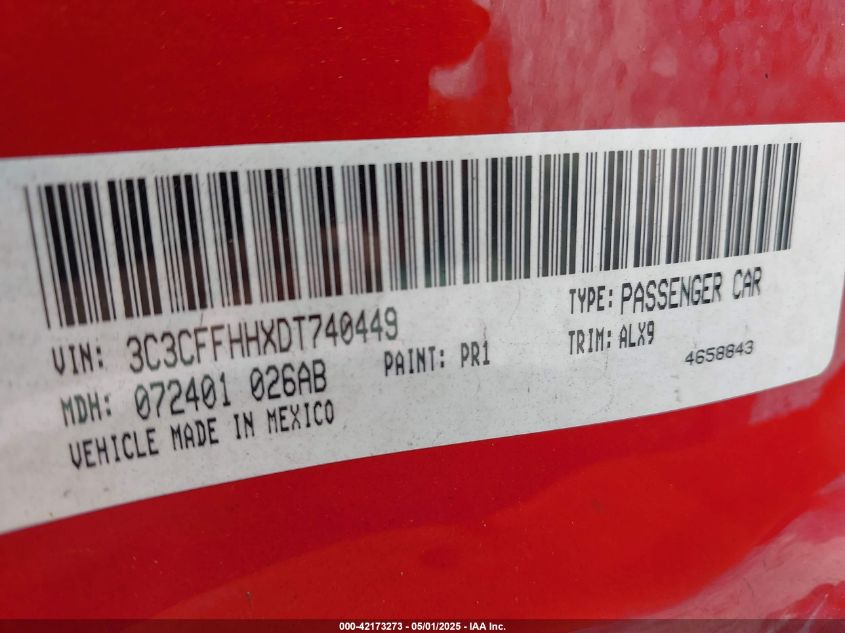 TYPE: PASSENGER CAR
VIN: 3C3CFFHHXDT740449
TRIM: ALX9
PAINT: PR1
4658843
MDH: 072401 026AB
VEHICLE MADE IN MEXICO
000-42173273 - 05/01/2025 - IAA Inc.